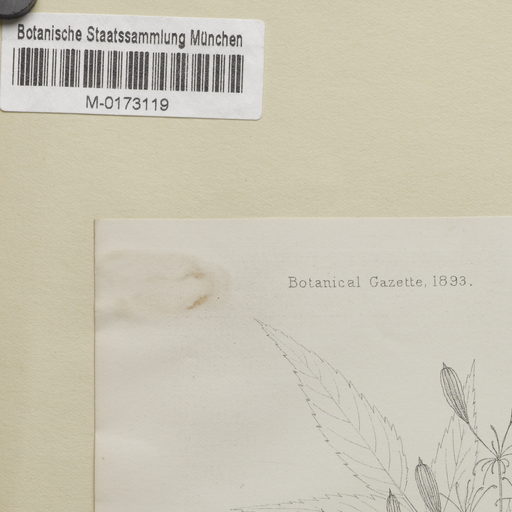 Botanische Staatssammlung München
M-0173119
Botanical Gazette, 1893.